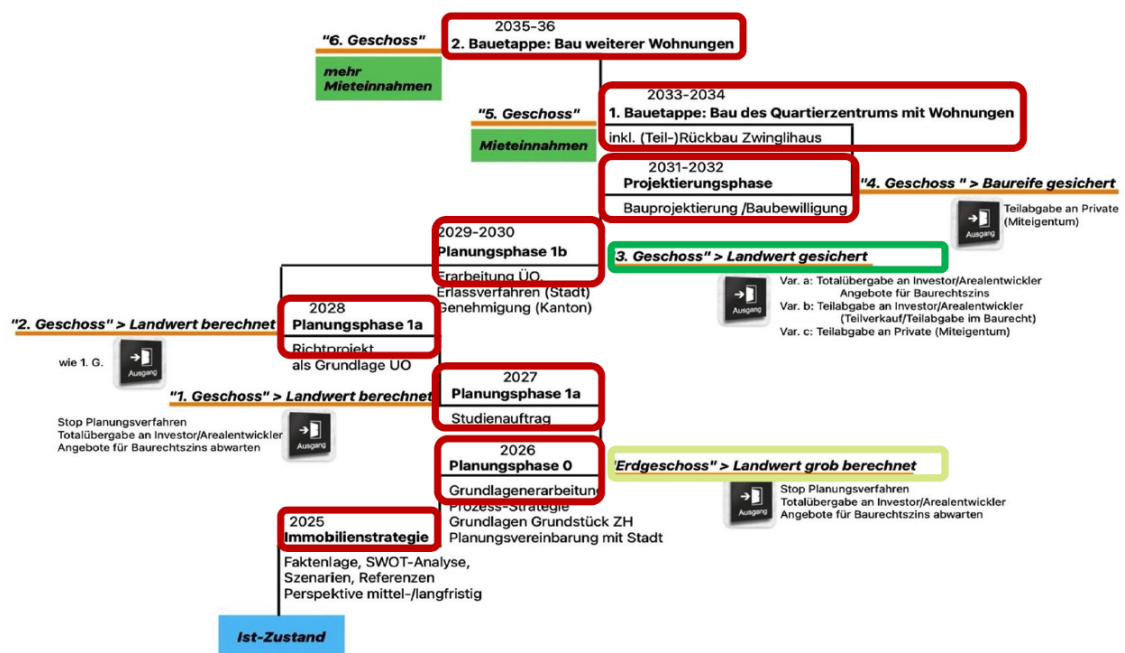 2035-36
"6. Geschoss"
2. Bauetappe: Bau weiterer Wohnungen
mehr
Mieteinnahmen
2033-2034
"5. Geschoss"
1. Bauetappe: Bau des Quartierzentrums mit Wohnungen
Mieteinnahmen
inkl. (Teil-)Rückbau Zwinglihaus
2031-2032
Projektierungsphase
"4. Geschoss " > Baureife gesichert
Bauprojektierung /Baubewilligung
Ausgang
Teilabgabe an Private
(Miteigentum)
2029-2030
Planungsphase 1b
"3. Geschoss" > Landwert gesichert
Erarbeitung ÜO,
Erlassverfahren (Stadt)
Genehmigung (Kanton)
Ausgang
Var. a: Totalübergabe an Investor/Arealentwickler
Angebote für Baurechtszins
Var. b: Teilabgabe an Investor/Arealentwickler
(Teilverkauf/Teilabgabe im Baurecht)
Var. c: Teilabgabe an Private (Miteigentum)
2028
"2. Geschoss" > Landwert berechnet
Planungsphase 1a
wie 1. G.
Ausgang
Richtprojekt
als Grundlage UO
2027
"1. Geschoss" > Landwert berechnet
Planungsphase 1a
Studienauftrag
Stop Planungsverfahren
Totalübergabe an Investor/Arealentwickler
Angebote für Baurechtszins abwarten
Ausgang
2026
Planungsphase 0
"Erdgeschoss" > Landwert grob berechnet
Grundlagenerarbeitung
Prozess-Strategie
Grundlagen Grundstück ZH
Planungsvereinbarung mit Stadt
Ausgang
Stop Planungsverfahren
Totalübergabe an Investor/Arealentwickler
Angebote für Baurechtszins abwarten
2025
Immobilienstrategie
Faktenlage, SWOT-Analyse,
Szenarien, Referenzen
Perspektive mittel-/langfristig
Ist-Zustand